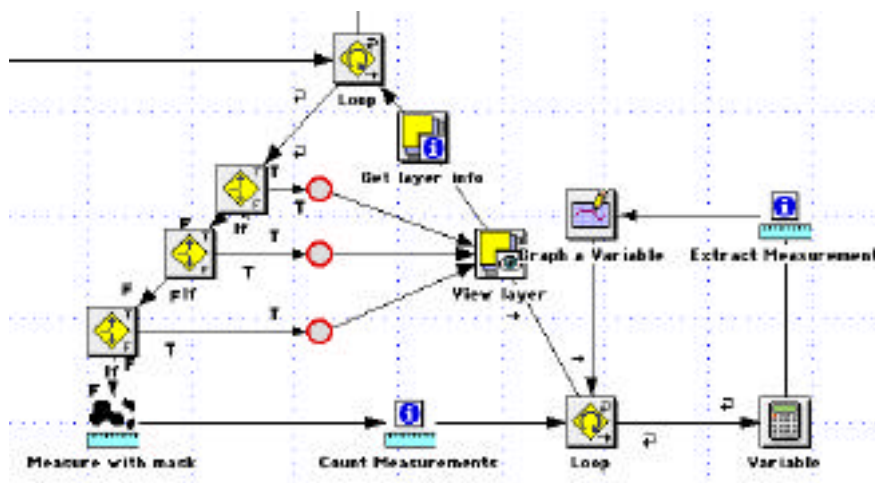 Loop
Get layer info
T
T
If
F
T
T
Graph a Variable
Extract Measurement
F
T
If
F
View layer
T
T
If
F
F
Measure with mask
Count Measurements
Loop
Variable